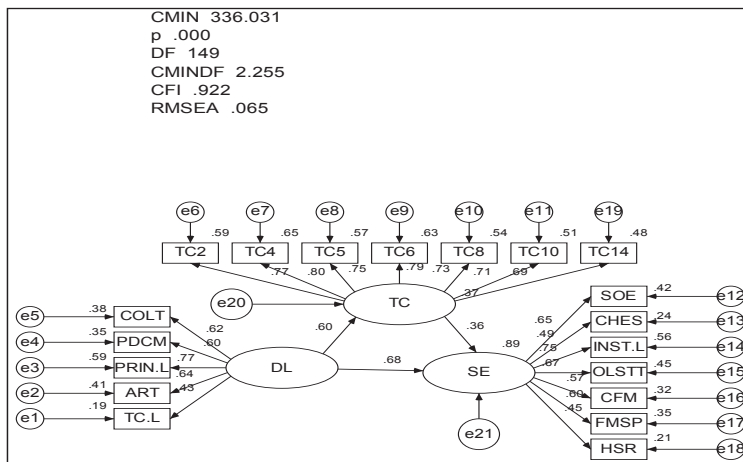 CMIN 336.031
p .000
DF 149
CMINDF 2.255
CFI .922
RMSEA .065
e6 e7 e8 e9 e10 e11 e19
.59 .65 .57 .63 .54 .51 .48
TC2 TC4 TC5 TC6 TC8 TC10 TC14
.77 .80 .75 .79 .73 .71 .69
e20 TC .37
.60 .36
e5 .38 COLT .62
e4 .35 PDCM .60
e3 .59 PRIN.L .77
e2 .41 ART .64
e1 .19 TC.L .43
DL .68 SE .89
e21
.65 SOE .42 e12
.49 CHES .24 e13
.75 INST.L .56 e14
.67 OLSTT .45 e15
.57 CFM .32 e16
.60 FMSP .35 e17
.45 HSR .21 e18